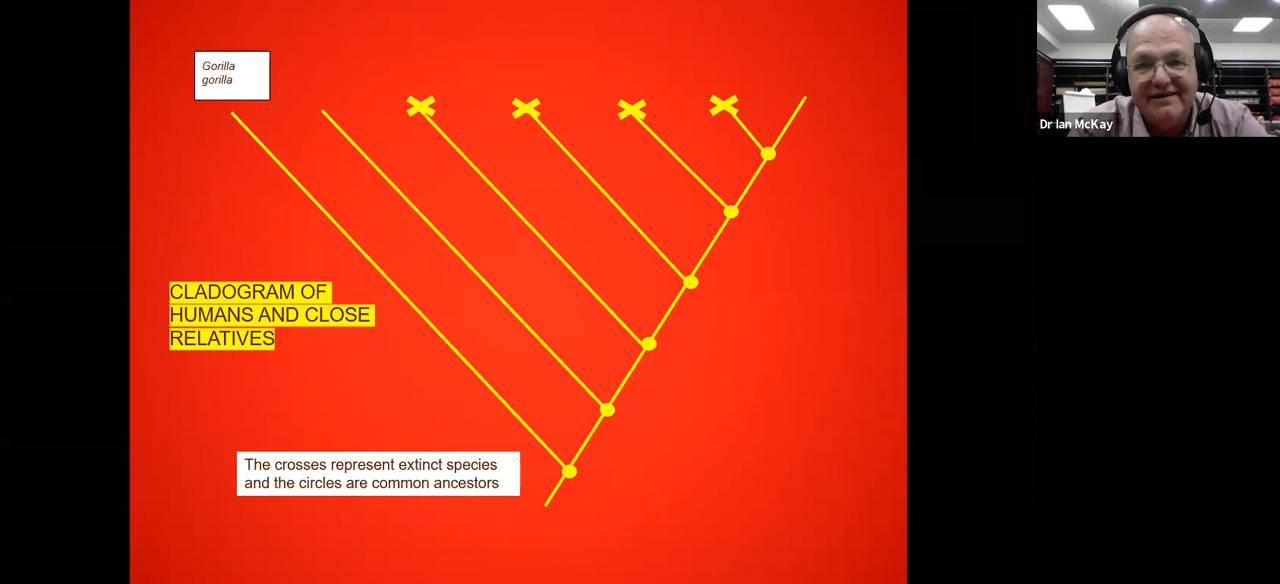 Gorilla
gorilla
CLADOGRAM OF
HUMANS AND CLOSE
RELATIVES
The crosses represent extinct species
and the circles are common ancestors
Dr Ian McKay